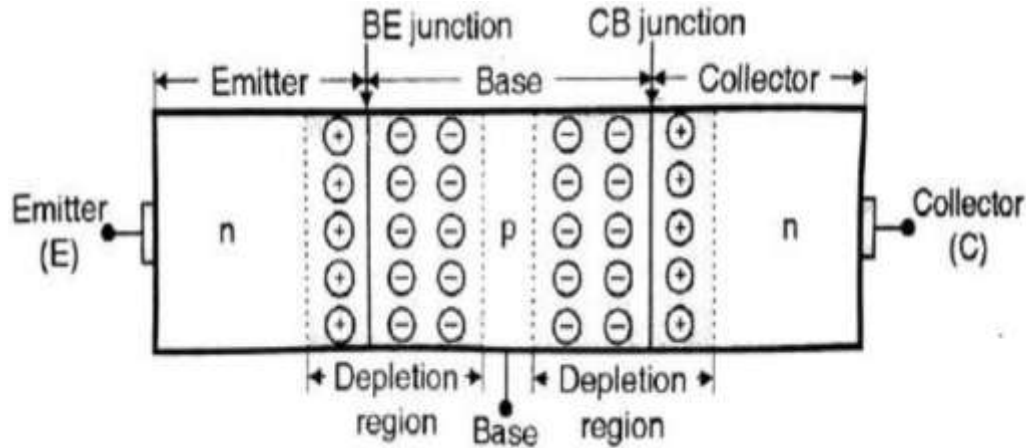 BE junction
CB junction
Emitter
Base
Collector
+ − − − − +
+ − − − − +
Emitter
(E)
n
+ − − p − − +
n
Collector
(C)
+ − − − − +
+ − − − − +
Depletion
region
Base
Depletion
region